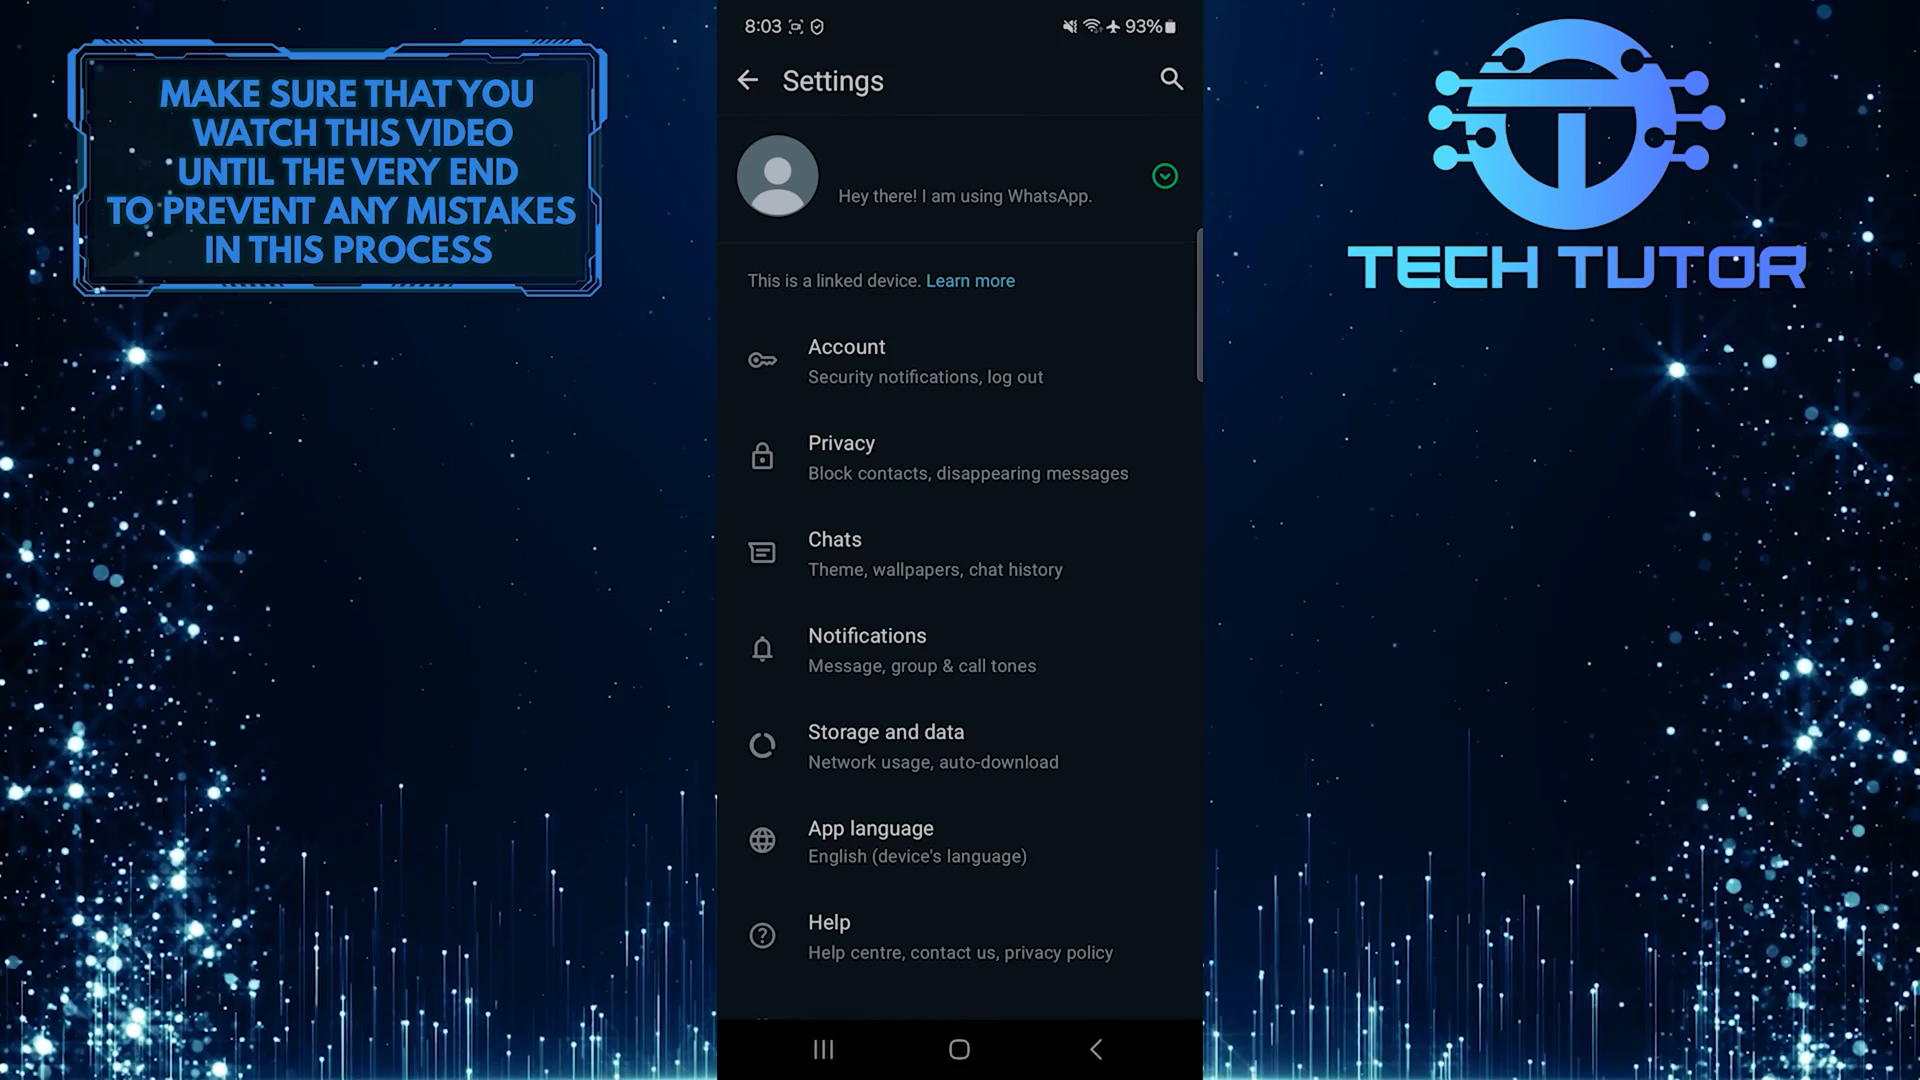 MAKE SURE THAT YOU
WATCH THIS VIDEO
UNTIL THE VERY END
TO PREVENT ANY MISTAKES
IN THIS PROCESS
8:03
93%
Settings
Hey there! I am using WhatsApp.
This is a linked device. Learn more
Account
Security notifications, log out
Privacy
Block contacts, disappearing messages
Chats
Theme, wallpapers, chat history
Notifications
Message, group & call tones
Storage and data
Network usage, auto-download
App language
English (device's language)
Help
Help centre, contact us, privacy policy
TECH TUTOR